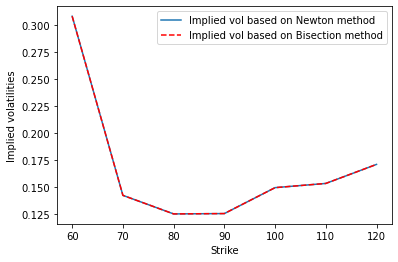 Implied vol based on Newton method
Implied vol based on Bisection method
0.300
0.275
0.250
0.225
0.200
0.175
0.150
0.125
Implied volatilities
60 70 80 90 100 110 120
Strike